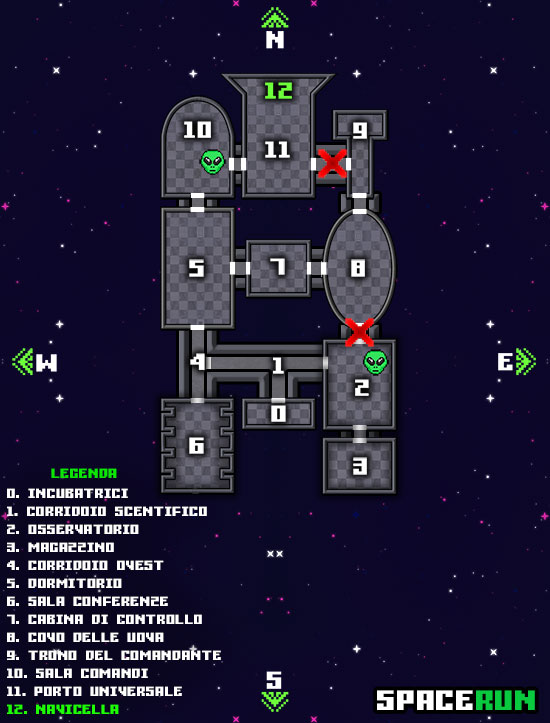 N
12
10
11
9
5
7
8
W
E
4
1
2
0
6
3
LEGENDA
0. INCUBATRICI
1. CORRIDOIO SCENTIFICO
2. OSSERVATORIO
3. MAGAZZINO
4. CORRIDOIO OVEST
5. DORMITORIO
6. SALA CONFERENZE
7. CABINA DI CONTROLLO
8. COVO DELLE UOVA
9. TRONO DEL COMANDANTE
10. SALA COMANDI
11. PORTO UNIVERSALE
12. NAVICELLA
S
SPACERUN